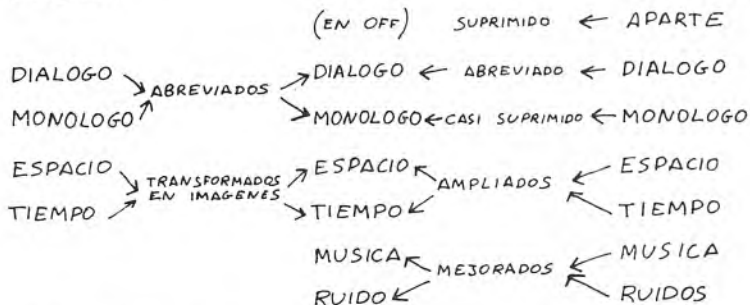 (EN OFF) SUPRIMIDO ← APARTE
DIALOGO DIALOGO ← ABREVIADO ← DIALOGO
ABREVIADOS
MONOLOGO MONOLOGO ← CASI SUPRIMIDO ← MONOLOGO
ESPACIO ESPACIO ESPACIO
TRANSFORMADOS AMPLIADOS
EN IMAGENES
TIEMPO TIEMPO TIEMPO
MUSICA MUSICA
MEJORADOS
RUIDO RUIDOS